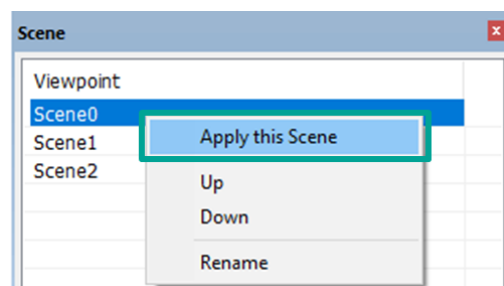 Scene
Viewpoint
Scene0
Apply this Scene
Scene1
Scene2
Up
Down
Rename